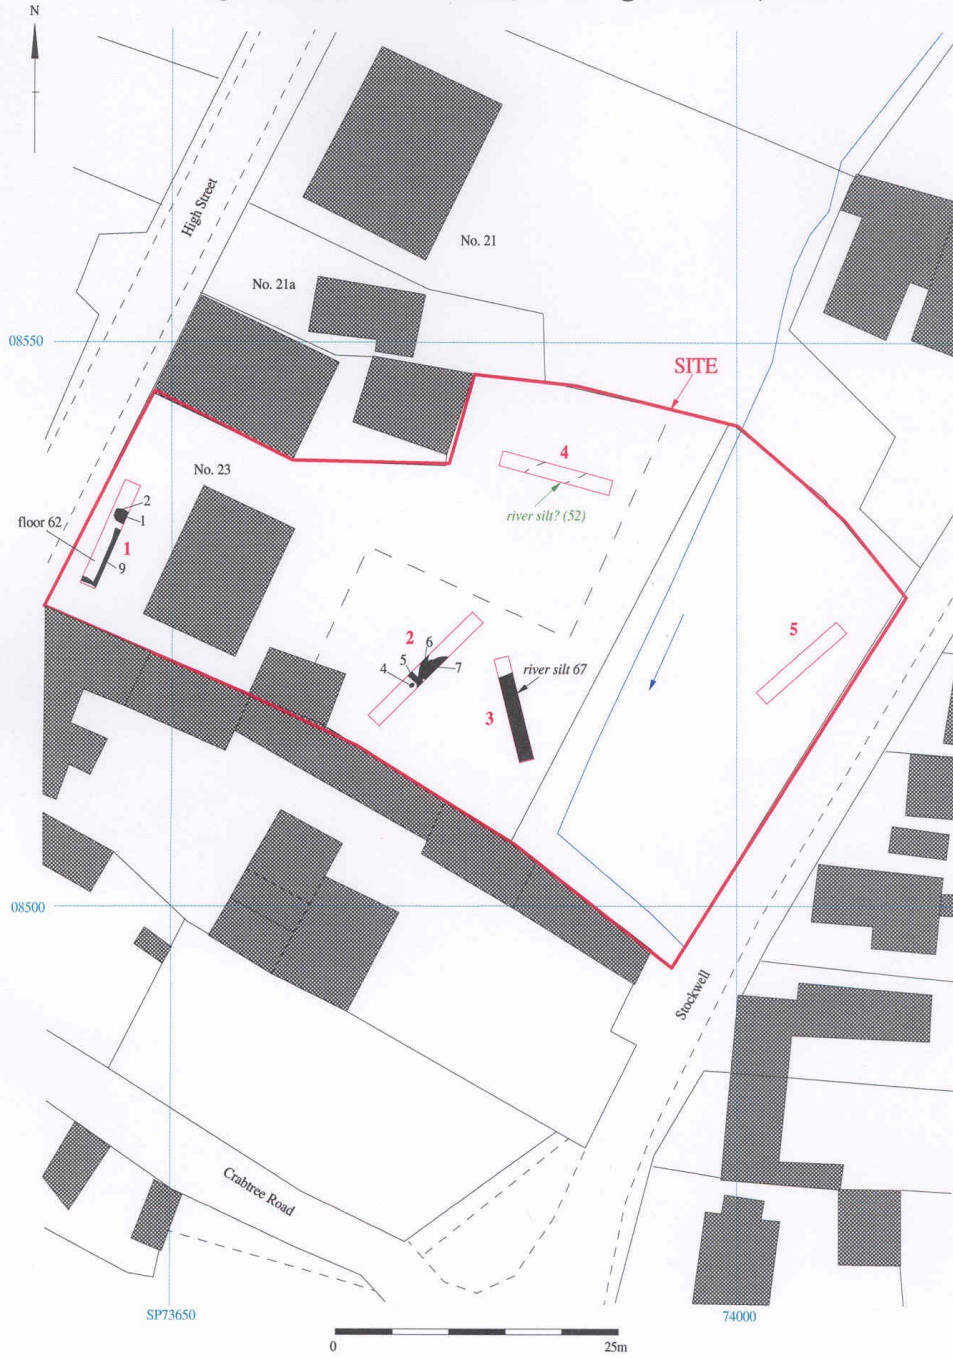 N
High Street
No. 21
No. 21a
08550
SITE
No. 23
4
river silt? (52)
2
floor 62
1
1
9
5
2
6
5
7
4
river silt 67
3
08500
Stockwell
Crabtree Road
SP73650
74000
0
25m